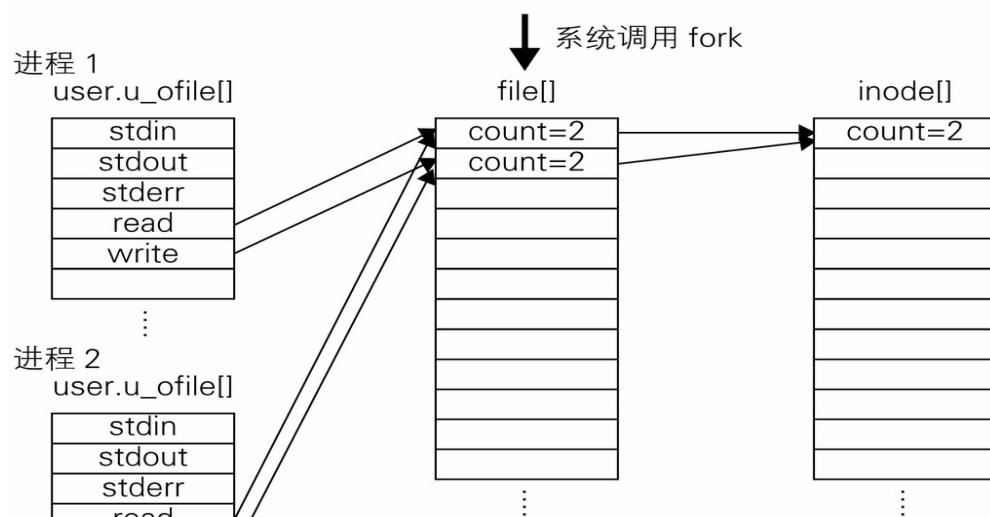 系统调用 fork
进程 1
user.u_ofile[]
file[]
inode[]
stdin
count=2
count=2
stdout
count=2
stderr
read
write
⋮
进程 2
user.u_ofile[]
stdin
stdout
stderr
read
⋮
⋮